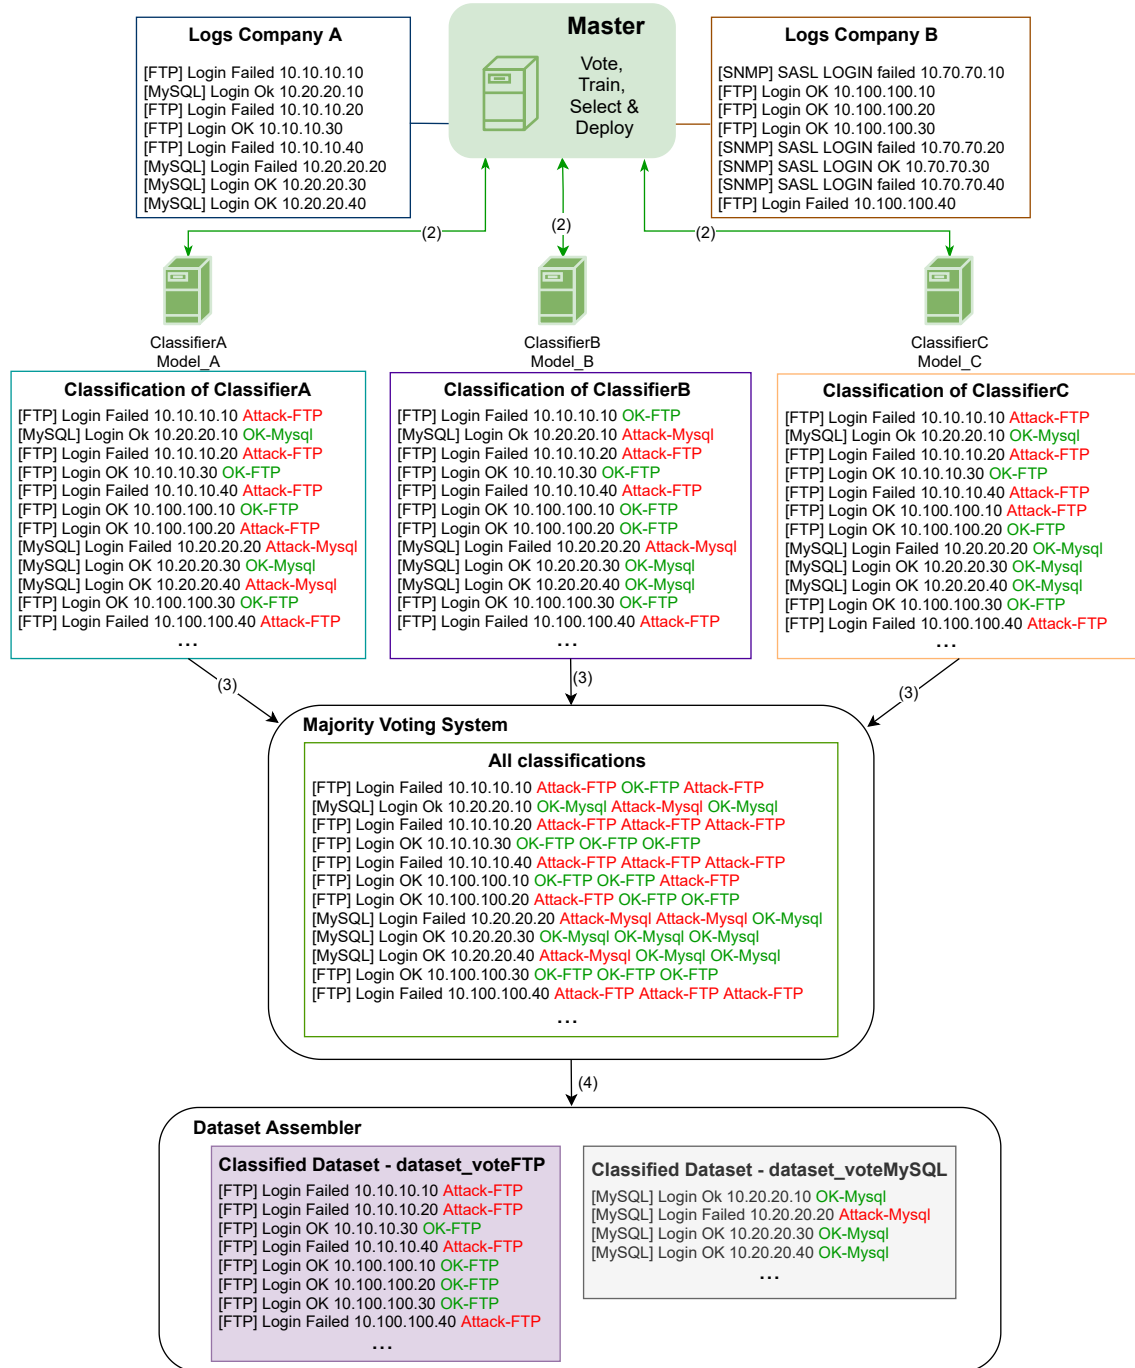 Logs Company A
[FTP] Login Failed 10.10.10.10
[MySQL] Login Ok 10.20.20.10
[FTP] Login Failed 10.10.10.20
[FTP] Login OK 10.10.10.30
[FTP] Login Failed 10.10.10.40
[MySQL] Login Failed 10.20.20.20
[MySQL] Login OK 10.20.20.30
[MySQL] Login OK 10.20.20.40
Master
Vote,
Train,
Select &
Deploy
Logs Company B
[SNMP] SASL LOGIN failed 10.70.70.10
[FTP] Login OK 10.100.100.10
[FTP] Login OK 10.100.100.20
[FTP] Login OK 10.100.100.30
[SNMP] SASL LOGIN failed 10.70.70.20
[SNMP] SASL LOGIN OK 10.70.70.30
[SNMP] SASL LOGIN failed 10.70.70.40
[FTP] Login Failed 10.100.100.40
(2)
(2)
(2)
ClassifierA
Model_A
ClassifierB
Model_B
ClassifierC
Model_C
Classification of ClassifierA
[FTP] Login Failed 10.10.10.10 Attack-FTP
[MySQL] Login Ok 10.20.20.10 OK-Mysql
[FTP] Login Failed 10.10.10.20 Attack-FTP
[FTP] Login OK 10.10.10.30 OK-FTP
[FTP] Login Failed 10.10.10.40 Attack-FTP
[FTP] Login OK 10.100.100.10 OK-FTP
[FTP] Login OK 10.100.100.20 Attack-FTP
[MySQL] Login Failed 10.20.20.20 Attack-Mysql
[MySQL] Login OK 10.20.20.30 OK-Mysql
[MySQL] Login OK 10.20.20.40 Attack-Mysql
[FTP] Login OK 10.100.100.30 OK-FTP
[FTP] Login Failed 10.100.100.40 Attack-FTP
...
Classification of ClassifierB
[FTP] Login Failed 10.10.10.10 OK-FTP
[MySQL] Login Ok 10.20.20.10 Attack-Mysql
[FTP] Login Failed 10.10.10.20 Attack-FTP
[FTP] Login OK 10.10.10.30 OK-FTP
[FTP] Login Failed 10.10.10.40 Attack-FTP
[FTP] Login OK 10.100.100.10 OK-FTP
[FTP] Login OK 10.100.100.20 OK-FTP
[MySQL] Login Failed 10.20.20.20 Attack-Mysql
[MySQL] Login OK 10.20.20.30 OK-Mysql
[MySQL] Login OK 10.20.20.40 OK-Mysql
[FTP] Login OK 10.100.100.30 OK-FTP
[FTP] Login Failed 10.100.100.40 Attack-FTP
...
Classification of ClassifierC
[FTP] Login Failed 10.10.10.10 Attack-FTP
[MySQL] Login Ok 10.20.20.10 OK-Mysql
[FTP] Login Failed 10.10.10.20 Attack-FTP
[FTP] Login OK 10.10.10.30 OK-FTP
[FTP] Login Failed 10.10.10.40 Attack-FTP
[FTP] Login OK 10.100.100.10 Attack-FTP
[FTP] Login OK 10.100.100.20 OK-FTP
[MySQL] Login Failed 10.20.20.20 OK-Mysql
[MySQL] Login OK 10.20.20.30 OK-Mysql
[MySQL] Login OK 10.20.20.40 OK-Mysql
[FTP] Login OK 10.100.100.30 OK-FTP
[FTP] Login Failed 10.100.100.40 Attack-FTP
...
(3)
(3)
(3)
Majority Voting System
All classifications
[FTP] Login Failed 10.10.10.10 Attack-FTP OK-FTP Attack-FTP
[MySQL] Login Ok 10.20.20.10 OK-Mysql Attack-Mysql OK-Mysql
[FTP] Login Failed 10.10.10.20 Attack-FTP Attack-FTP Attack-FTP
[FTP] Login OK 10.10.10.30 OK-FTP OK-FTP OK-FTP
[FTP] Login Failed 10.10.10.40 Attack-FTP Attack-FTP Attack-FTP
[FTP] Login OK 10.100.100.10 OK-FTP OK-FTP Attack-FTP
[FTP] Login OK 10.100.100.20 Attack-FTP OK-FTP OK-FTP
[MySQL] Login Failed 10.20.20.20 Attack-Mysql Attack-Mysql OK-Mysql
[MySQL] Login OK 10.20.20.30 OK-Mysql OK-Mysql OK-Mysql
[MySQL] Login OK 10.20.20.40 Attack-Mysql OK-Mysql OK-Mysql
[FTP] Login OK 10.100.100.30 OK-FTP OK-FTP OK-FTP
[FTP] Login Failed 10.100.100.40 Attack-FTP Attack-FTP Attack-FTP
...
(4)
Dataset Assembler
Classified Dataset - dataset_voteFTP
[FTP] Login Failed 10.10.10.10 Attack-FTP
[FTP] Login Failed 10.10.10.20 Attack-FTP
[FTP] Login OK 10.10.10.30 OK-FTP
[FTP] Login Failed 10.10.10.40 Attack-FTP
[FTP] Login OK 10.100.100.10 OK-FTP
[FTP] Login OK 10.100.100.20 OK-FTP
[FTP] Login OK 10.100.100.30 OK-FTP
[FTP] Login Failed 10.100.100.40 Attack-FTP
...
Classified Dataset - dataset_voteMySQL
[MySQL] Login Ok 10.20.20.10 OK-Mysql
[MySQL] Login Failed 10.20.20.20 Attack-Mysql
[MySQL] Login OK 10.20.20.30 OK-Mysql
[MySQL] Login OK 10.20.20.40 OK-Mysql
...